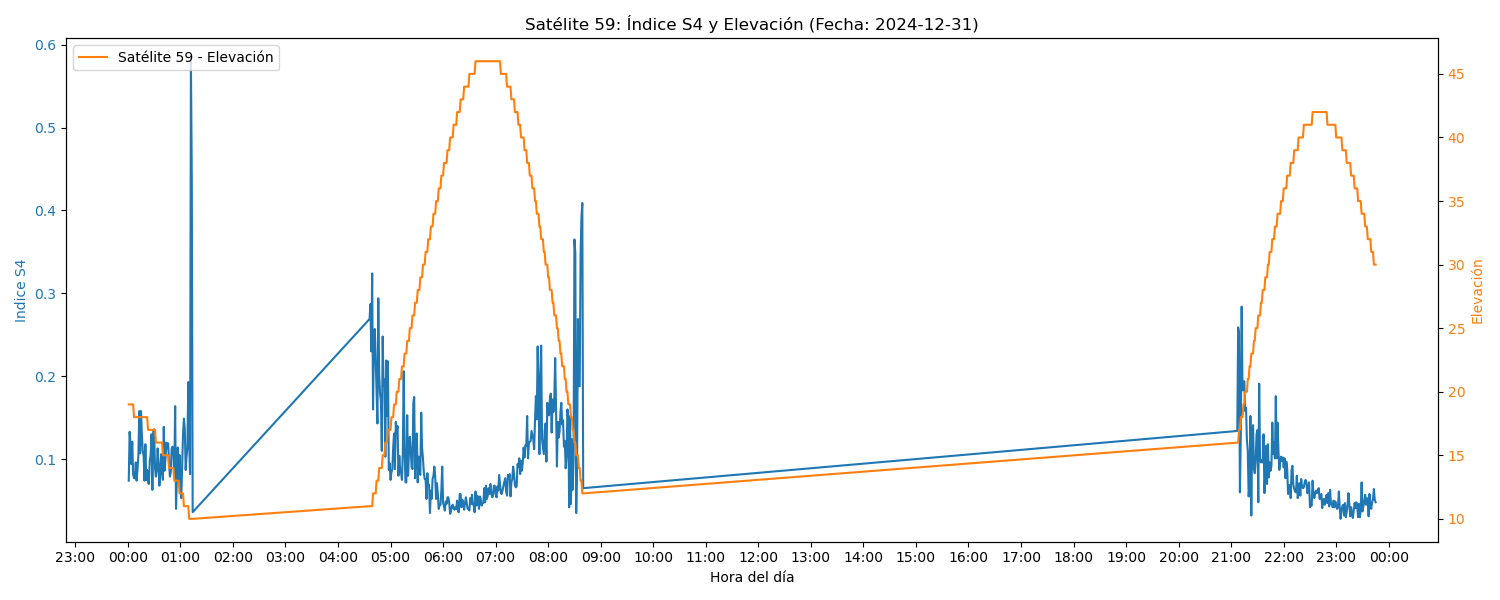 Satélite 59: Índice S4 y Elevación (Fecha: 2024-12-31)
Satélite 59 - Elevación
0.6
0.5
0.4
0.3
0.2
0.1
Indice S4
45
40
35
30
25
20
15
10
Elevación
23:00 00:00 01:00 02:00 03:00 04:00 05:00 06:00 07:00 08:00 09:00 10:00 11:00 12:00 13:00 14:00 15:00 16:00 17:00 18:00 19:00 20:00 21:00 22:00 23:00 00:00
Hora del día